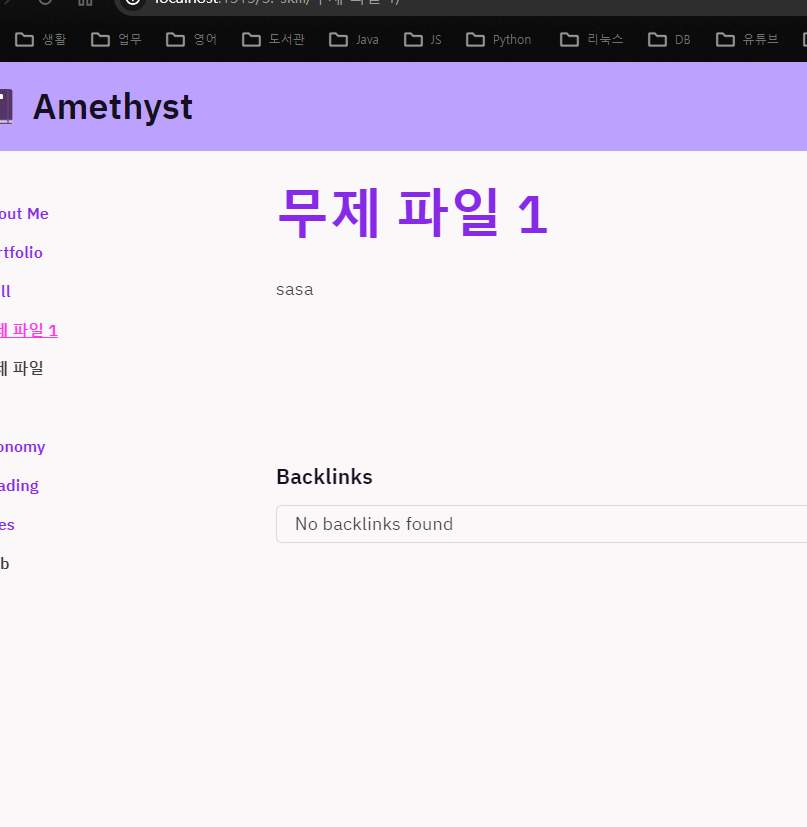 생활 업무 영어 도서관 Java JS Python 리눅스 DB 유튜브
Amethyst
무제 파일 1
out Me
rtfolio
sasa
ll
제 파일 1
제 파일
onomy
Backlinks
ading
No backlinks found
es
b